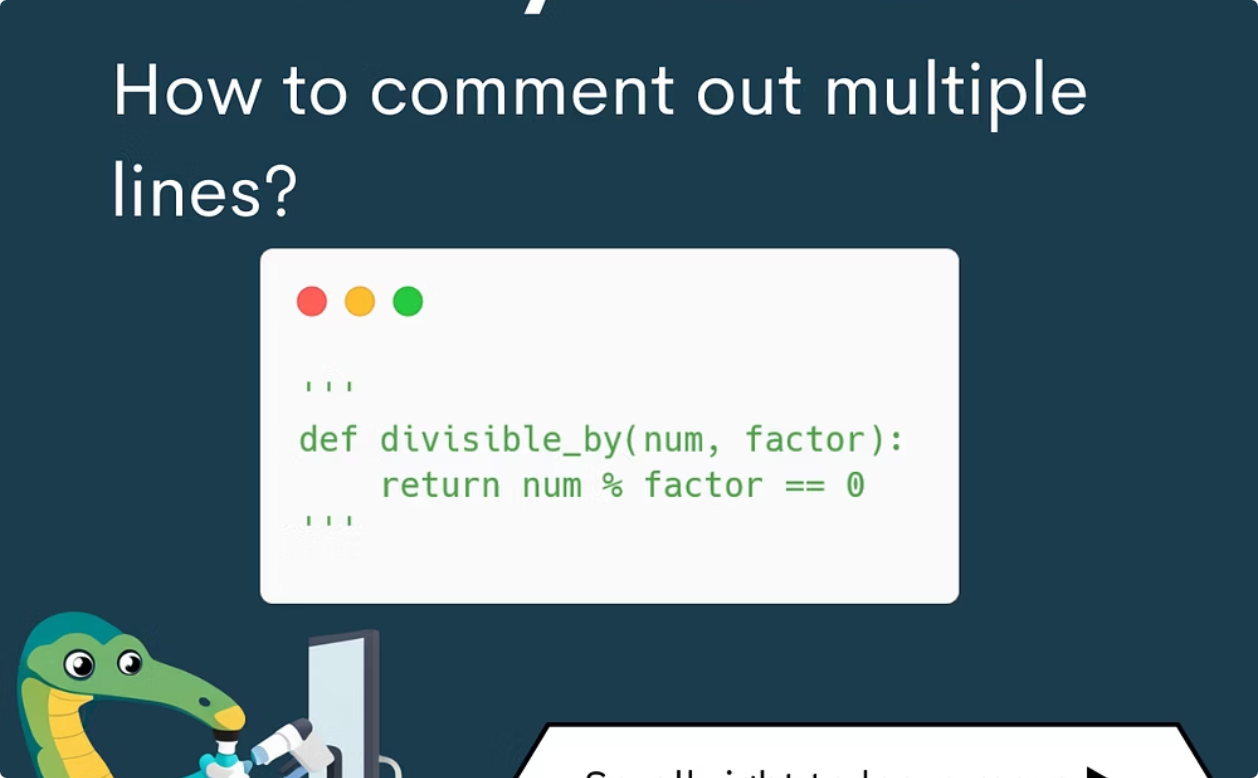 How to comment out multiple
lines?
'''
def divisible_by(num, factor):
    return num % factor == 0
'''